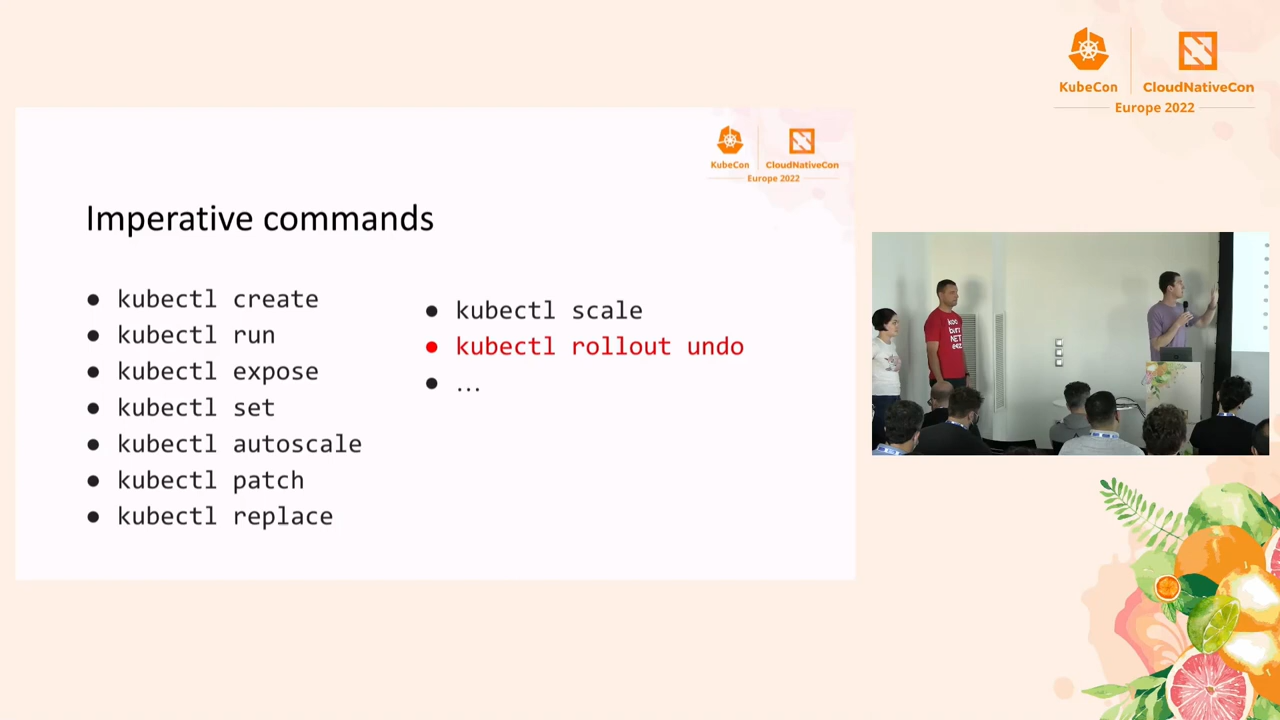 KubeCon
CloudNativeCon
Europe 2022
KubeCon
CloudNativeCon
Europe 2022
Imperative commands
● kubectl create
● kubectl run
● kubectl expose
● kubectl set
● kubectl autoscale
● kubectl patch
● kubectl replace
● kubectl scale
● kubectl rollout undo
● ...